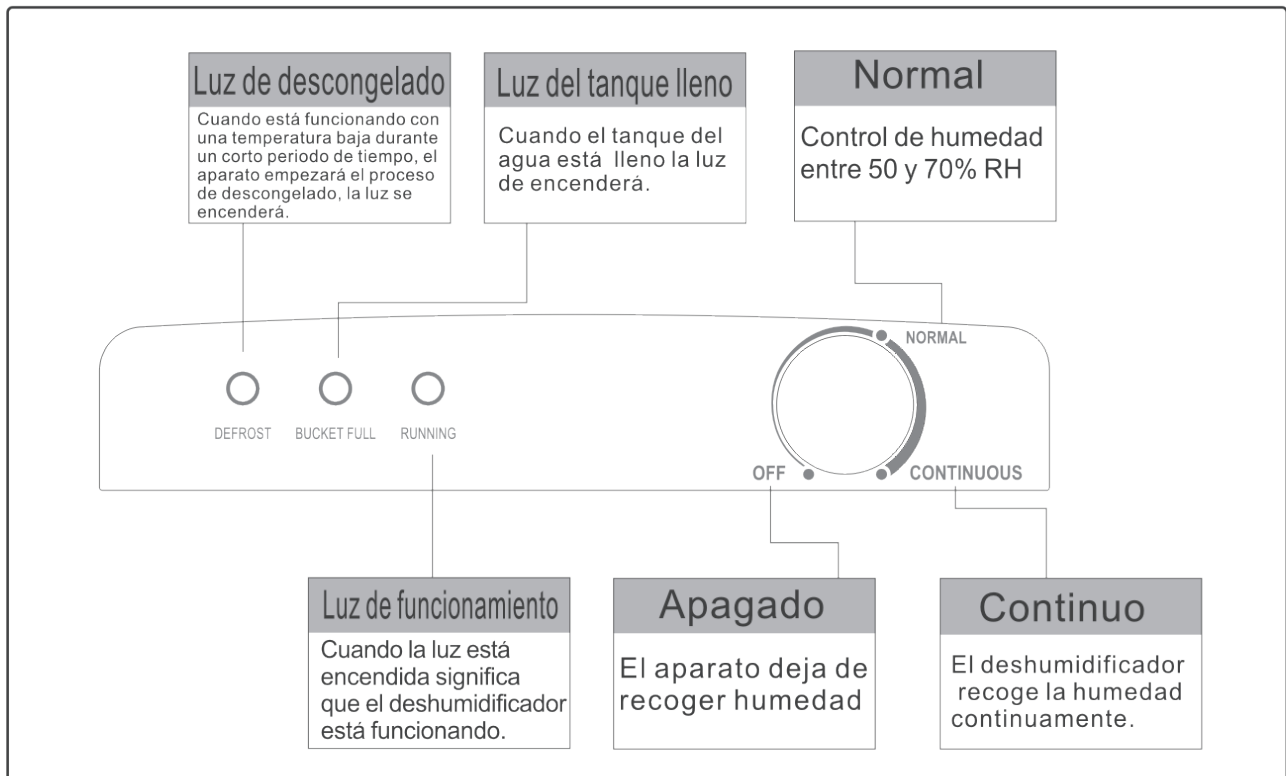 Luz de descongelado
Cuando está funcionando con
una temperatura baja durante
un corto periodo de tiempo, el
aparato empezará el proceso
de descongelado, la luz se
encenderá.
Luz del tanque lleno
Cuando el tanque del
agua está lleno la luz
de encenderá.
Normal
Control de humedad
entre 50 y 70% RH
DEFROST
BUCKET FULL
RUNNING
NORMAL
OFF
CONTINUOUS
Luz de funcionamiento
Cuando la luz está
encendida significa
que el deshumidificador
está funcionando.
Apagado
El aparato deja de
recoger humedad
Continuo
El deshumidificador
recoge la humedad
continuamente.